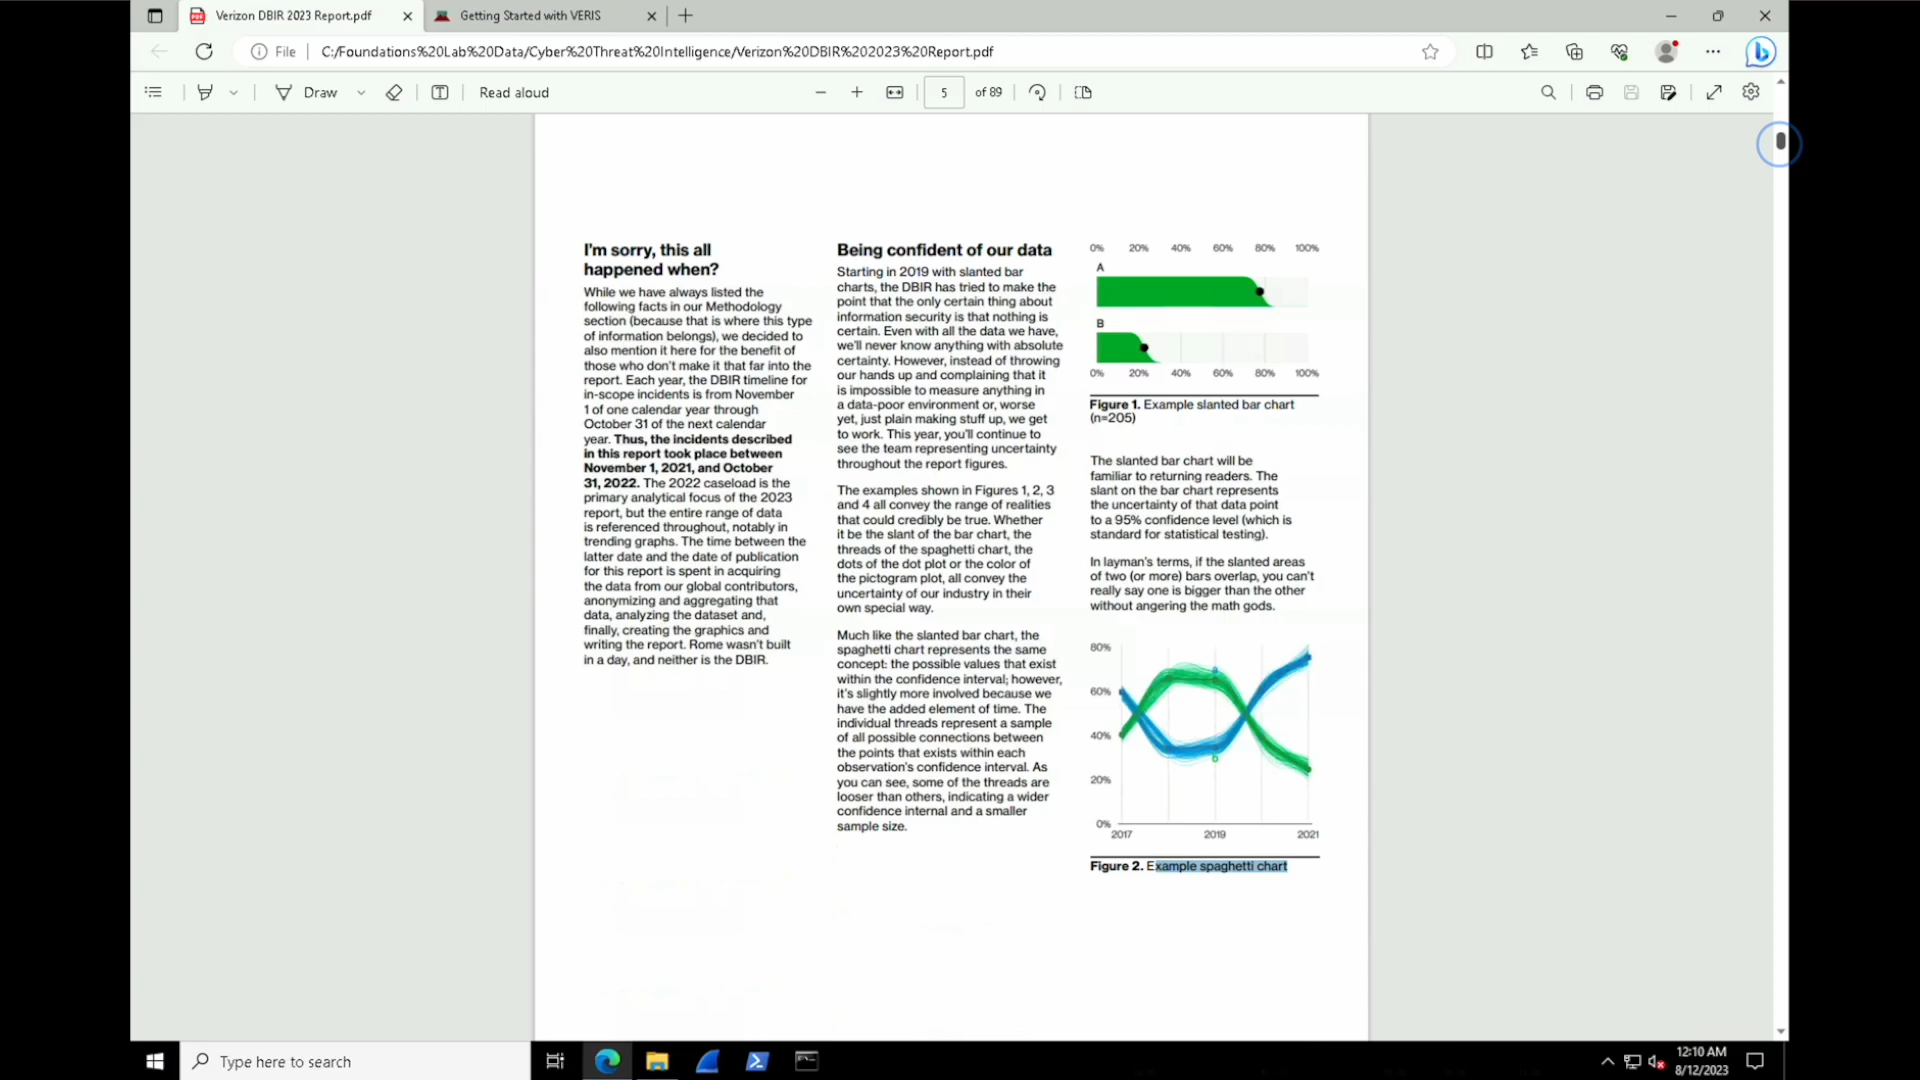 Verizon DBIR 2023 Report.pdf
Getting Started with VERIS
File
C:/Foundations%20Lab%20Data/Cyber%20Threat%20Intelligence/Verizon%20DBIR%202023%20Report.pdf
Draw
Read aloud
5 of 89
I'm sorry, this all
happened when?
While we have always listed the
following facts in our Methodology
section (because that is where this type
of information belongs), we decided to
also mention it here for the benefit of
those who don't make it that far into the
report. Each year, the DBIR timeline for
in-scope incidents is from November
1 of one calendar year through
October 31 of the next calendar
year. Thus, the incidents described
in this report took place between
November 1, 2021, and October
31, 2022. The 2022 caseload is the
primary analytical focus of the 2023
report, but the entire range of data
is referenced throughout, notably in
trending graphs. The time between the
latter date and the date of publication
for this report is spent in acquiring
the data from our global contributors,
anonymizing and aggregating that
data, analyzing the dataset and,
finally, creating the graphics and
writing the report. Rome wasn't built
in a day, and neither is the DBIR.
Being confident of our data
Starting in 2019 with slanted bar
charts, the DBIR has tried to make the
point that the only certain thing about
information security is that nothing is
certain. Even with all the data we have,
we'll never know anything with absolute
certainty. However, instead of throwing
our hands up and complaining that it
is impossible to measure anything in
a data-poor environment or, worse
yet, just plain making stuff up, we get
to work. This year, you'll continue to
see the team representing uncertainty
throughout the report figures.
The examples shown in Figures 1, 2, 3
and 4 all convey the range of realities
that could credibly be true. Whether
it be the slant of the bar chart, the
threads of the spaghetti chart, the
dots of the dot plot or the color of
the pictogram plot, all convey the
uncertainty of our industry in their
own special way.
Much like the slanted bar chart, the
spaghetti chart represents the same
concept: the possible values that exist
within the confidence interval; however,
it's slightly more involved because we
have the added element of time. The
individual threads represent a sample
of all possible connections between
the points that exists within each
observation's confidence interval. As
you can see, some of the threads are
looser than others, indicating a wider
confidence internal and a smaller
sample size.
0% 20% 40% 60% 80% 100%
A
B
0% 20% 40% 60% 80% 100%
Figure 1. Example slanted bar chart
(n=205)
The slanted bar chart will be
familiar to returning readers. The
slant on the bar chart represents
the uncertainty of that data point
to a 95% confidence level (which is
standard for statistical testing).
In layman's terms, if the slanted areas
of two (or more) bars overlap, you can't
really say one is bigger than the other
without angering the math gods.
80%
a
60%
40%
b
20%
0%
2017 2019 2021
Figure 2. Example spaghetti chart
Type here to search
12:10 AM
8/12/2023